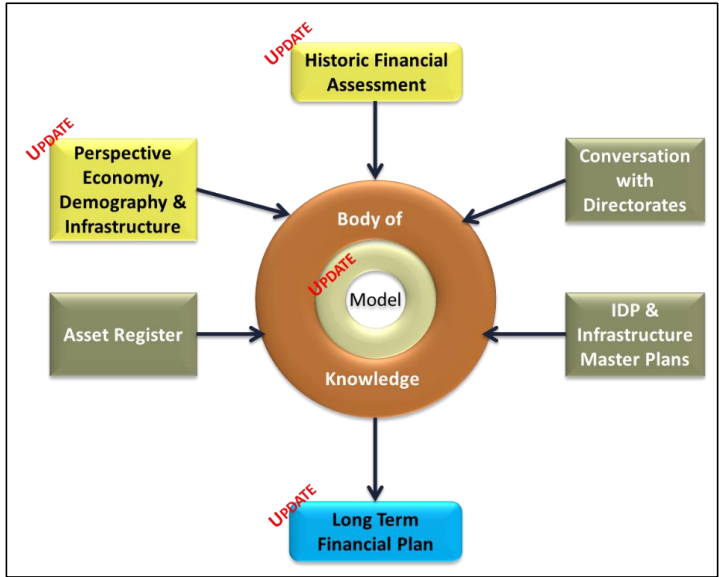 UPDATE
Historic Financial
Assessment
UPDATE
Perspective
Economy,
Demography &
Infrastructure
Conversation
with
Directorates
Body of
UPDATE
Model
Knowledge
Asset Register
IDP &
Infrastructure
Master Plans
UPDATE
Long Term
Financial Plan